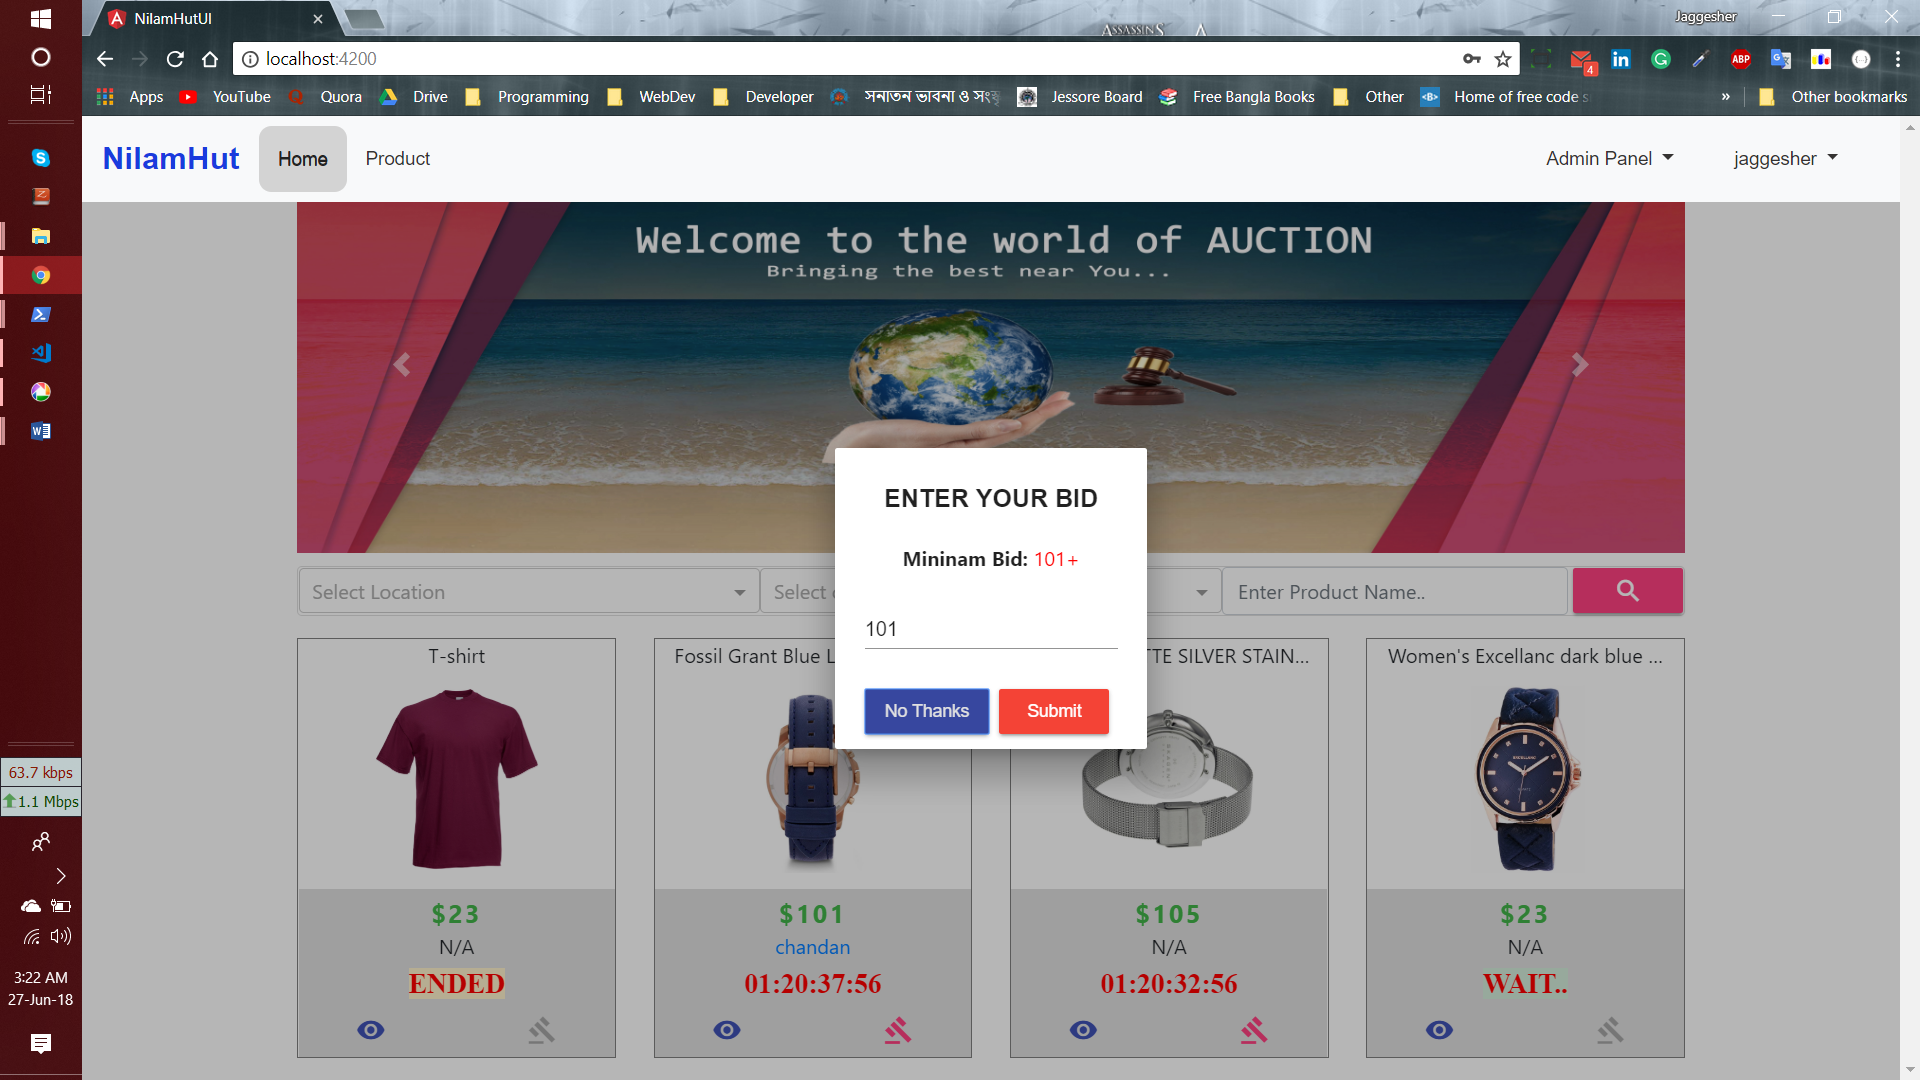 NilamHutUI
ASSASSIN'S
Jaggesher
localhost:4200
4
ABP
Apps YouTube Quora Drive Programming WebDev Developer সনাতন ভাবনা ও Jessore Board Free Bangla Books Other Home of free code » Other bookmarks
NilamHut Home Product Admin Panel jaggesher
Welcome to the world of AUCTION
Bringing the best near You...
ENTER YOUR BID
Mininam Bid: 101+
101
No Thanks Submit
Select Location Select Enter Product Name..
T-shirt Fossil Grant Blue SILVER STAIN... Women's Excellanc dark blue ...
$23 $101 $105 $23
N/A chandan N/A N/A
ENDED 01:20:37:56 01:20:32:56 WAIT..
63.7 kbps
1.1 Mbps
3:22 AM
27-Jun-18